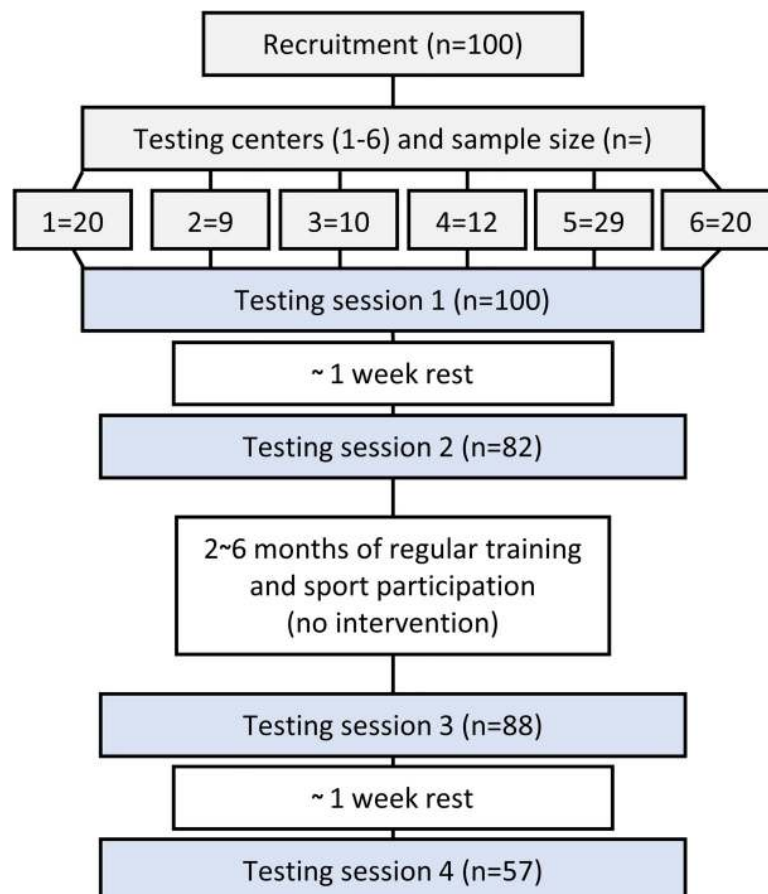 Recruitment (n=100)
Testing centers (1-6) and sample size (n=)
1=20
2=9
3=10
4=12
5=29
6=20
Testing session 1 (n=100)
~ 1 week rest
Testing session 2 (n=82)
2~6 months of regular training
and sport participation
(no intervention)
Testing session 3 (n=88)
~ 1 week rest
Testing session 4 (n=57)